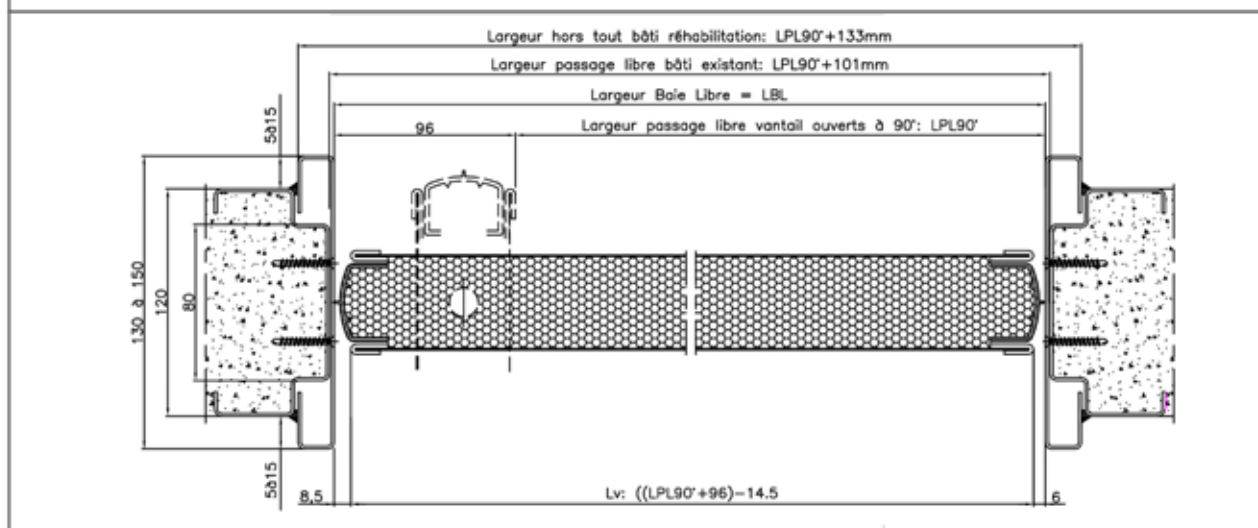 Largeur hors tout bâti réhabilitation: LPL90°+133mm
Largeur passage libre bâti existant: LPL90°+101mm
Largeur Baie Libre = LBL
96
Largeur passage libre vantail ouverts à 90°: LPL90°
5à15
130 à 150
120
80
5à15
8,5
Lv: ((LPL90°+96)-14.5
6